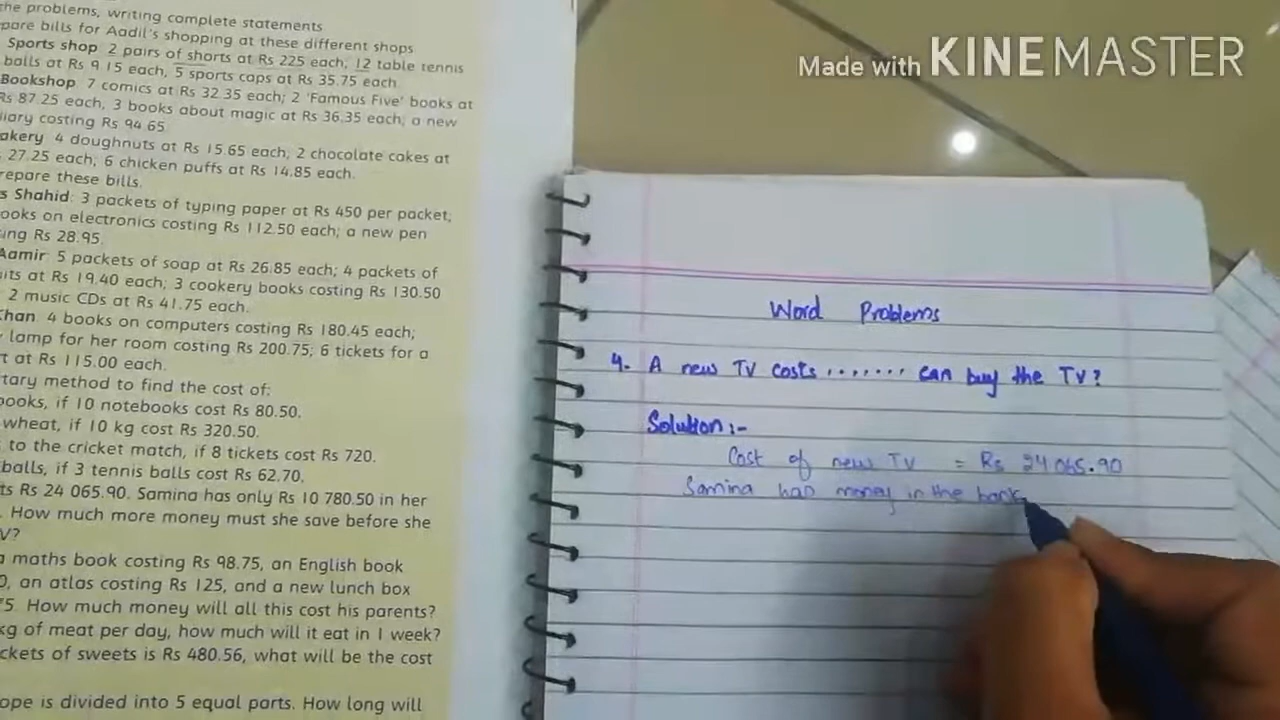 the problems, writing complete statements
pare bills for Aadil's shopping at these different shops
Sports shop 2 pairs of shorts at Rs 225 each; 12 table tennis
balls at Rs 9.15 each, 5 sports caps at Rs 35.75 each
Bookshop 7 comics at Rs 32.35 each; 2 'Famous Five' books at
Rs 87.25 each, 3 books about magic at Rs 36.35 each; a new
diary costing Rs 94.65
akery 4 doughnuts at Rs 15.65 each; 2 chocolate cakes at
27.25 each; 6 chicken puffs at Rs 14.85 each.
repare these bills.
s Shahid: 3 packets of typing paper at Rs 450 per packet;
ooks on electronics costing Rs 112.50 each; a new pen
ing Rs 28.95.
Aamir 5 packets of soap at Rs 26.85 each; 4 packets of
its at Rs 19.40 each; 3 cookery books costing Rs 130.50
2 music CDs at Rs 41.75 each.
Khan 4 books on computers costing Rs 180.45 each;
lamp for her room costing Rs 200.75; 6 tickets for a
t at Rs 115.00 each.
tary method to find the cost of:
books, if 10 notebooks cost Rs 80.50.
wheat, if 10 kg cost Rs 320.50.
to the cricket match, if 8 tickets cost Rs 720.
balls, if 3 tennis balls cost Rs 62.70.
ts Rs 24 065.90. Samina has only Rs 10 780.50 in her
. How much more money must she save before she
V?
a maths book costing Rs 98.75, an English book
0, an atlas costing Rs 125, and a new lunch box
5. How much money will all this cost his parents?
kg of meat per day, how much will it eat in 1 week?
ckets of sweets is Rs 480.56, what will be the cost
ope is divided into 5 equal parts. How long will
Made with KINEMASTER
Word Problems
4. A new TV costs ....... can buy the TV?
Solution:-
Cost of new TV = Rs 24065.90
Samina has money in the bank